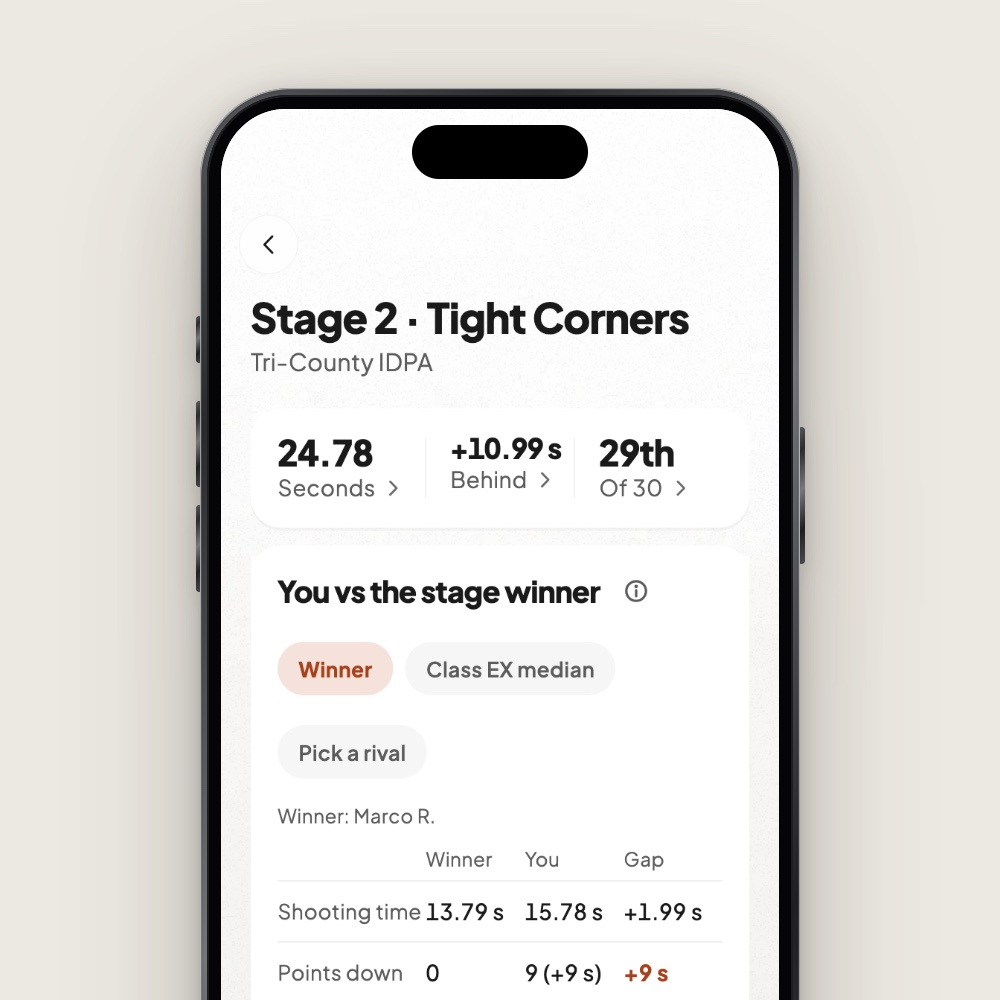 Stage 2 · Tight Corners
Tri-County IDPA
24.78 +10.99 s 29th
Seconds Behind Of 30
You vs the stage winner
Winner Class EX median
Pick a rival
Winner: Marco R.
Winner You Gap
Shooting time 13.79 s 15.78 s +1.99 s
Points down 0 9 (+9 s) +9 s